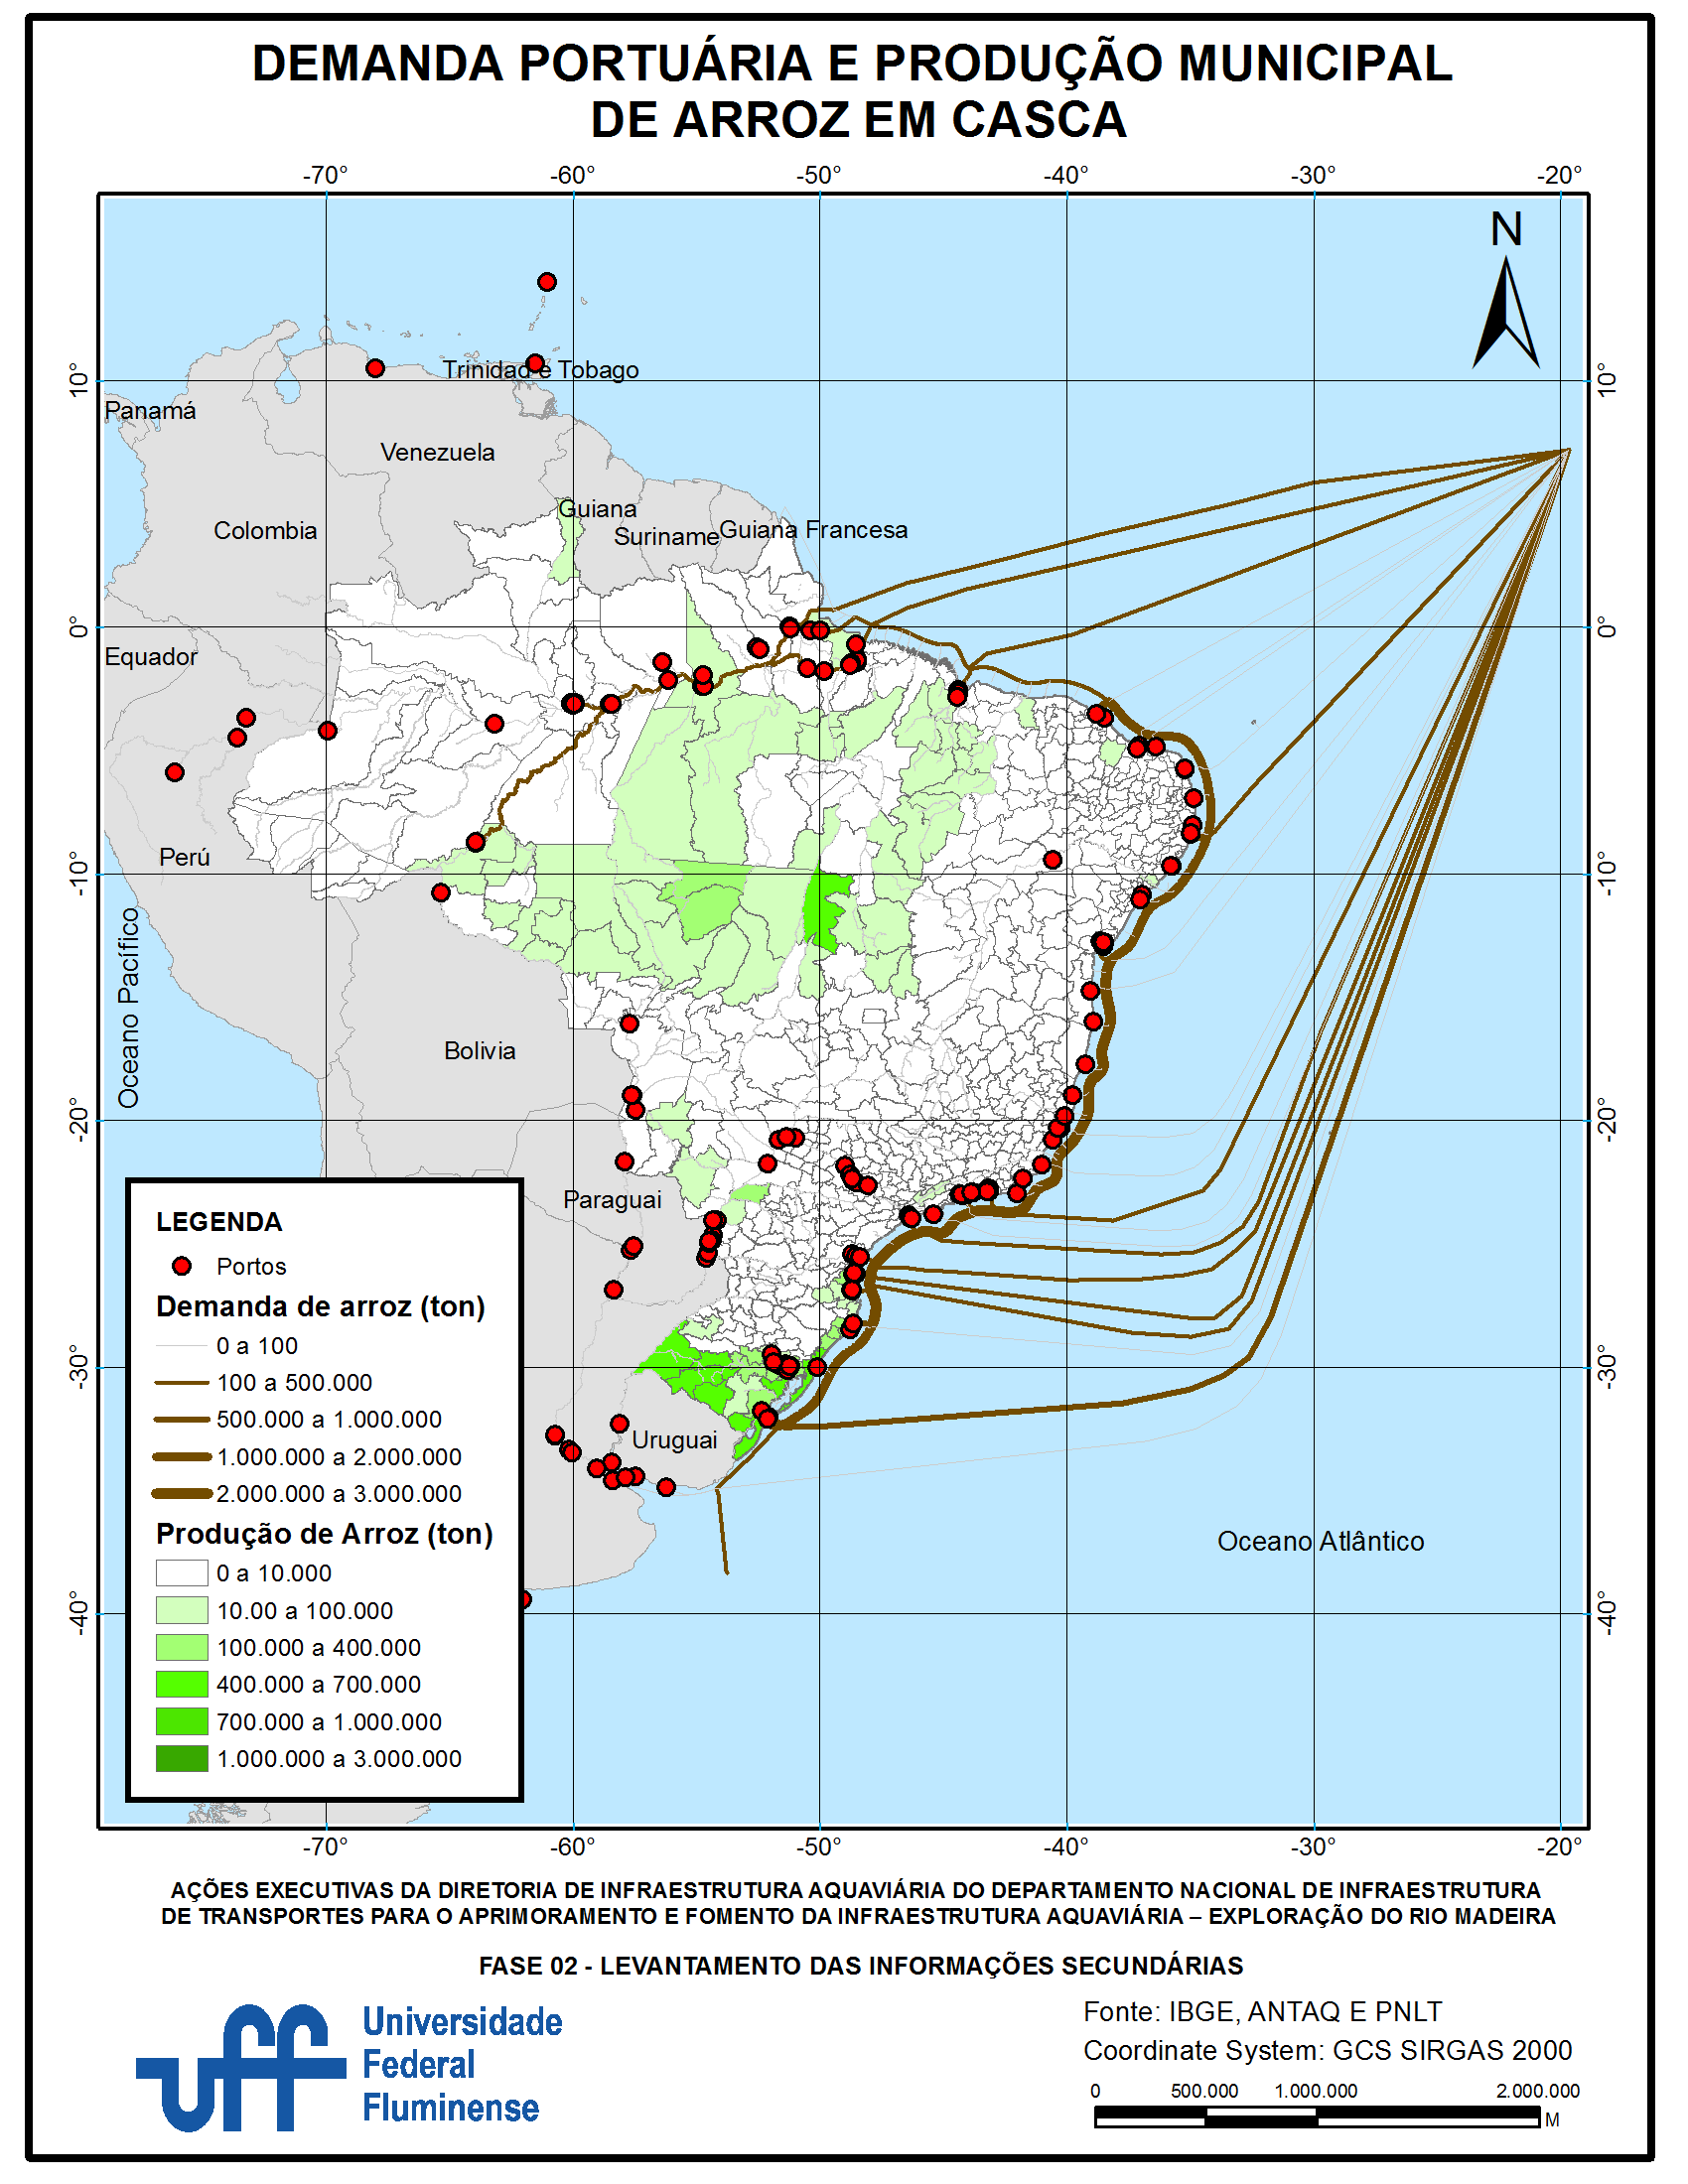 DEMANDA PORTUÁRIA E PRODUÇÃO MUNICIPAL
DE ARROZ EM CASCA
-70° -60° -50° -40° -30° -20°
N
10° 10°
0° 0°
-10° -10°
-20° -20°
-30° -30°
-40° -40°
Trinidad e Tobago
Panamá
Venezuela
Guiana
Suriname
Guiana Francesa
Colombia
Equador
Perú
Oceano Pacífico
Bolivia
Paraguai
Uruguai
Oceano Atlântico
LEGENDA
Portos
Demanda de arroz (ton)
0 a 100
100 a 500.000
500.000 a 1.000.000
1.000.000 a 2.000.000
2.000.000 a 3.000.000
Produção de Arroz (ton)
0 a 10.000
10.00 a 100.000
100.000 a 400.000
400.000 a 700.000
700.000 a 1.000.000
1.000.000 a 3.000.000
-70° -60° -50° -40° -30° -20°
AÇÕES EXECUTIVAS DA DIRETORIA DE INFRAESTRUTURA AQUAVIÁRIA DO DEPARTAMENTO NACIONAL DE INFRAESTRUTURA
DE TRANSPORTES PARA O APRIMORAMENTO E FOMENTO DA INFRAESTRUTURA AQUAVIÁRIA – EXPLORAÇÃO DO RIO MADEIRA
FASE 02 - LEVANTAMENTO DAS INFORMAÇÕES SECUNDÁRIAS
uff
Universidade
Federal
Fluminense
Fonte: IBGE, ANTAQ E PNLT
Coordinate System: GCS SIRGAS 2000
0 500.000 1.000.000 2.000.000
M